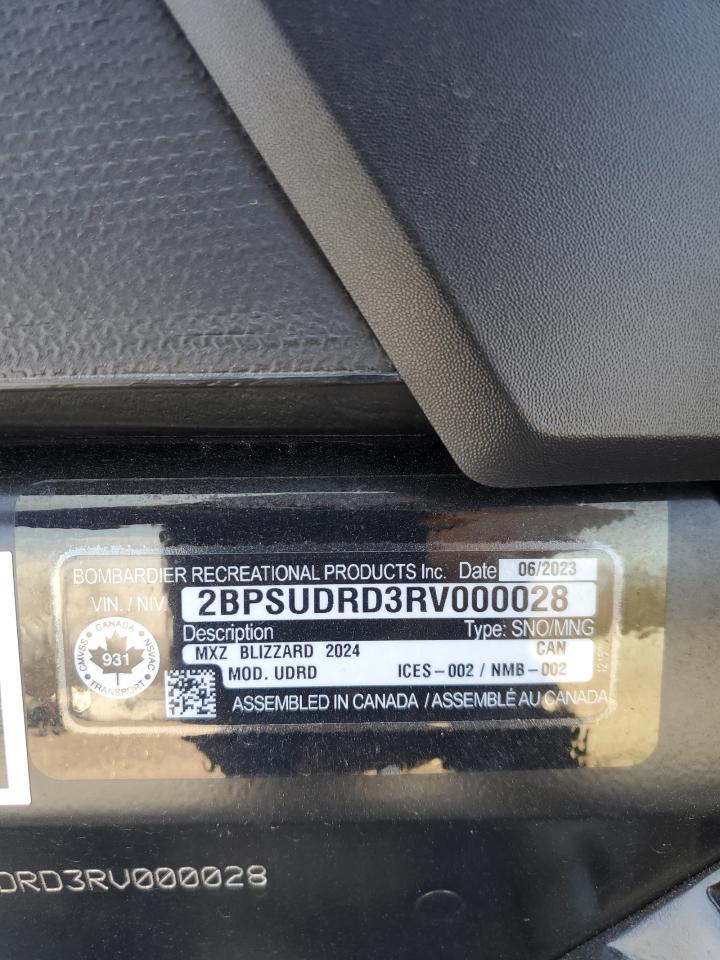 BOMBARDIER RECREATIONAL PRODUCTS Inc. Date 06/2023
VIN. / NIV. 2BPSUDRD3RV000028
Description Type: SNO/MNG
MXZ BLIZZARD 2024 CAN
MOD. UDRD ICES-002 / NMB-002
CANADA
CMVSS 931 NSVAC
TRANSPORT
ASSEMBLED IN CANADA / ASSEMBLÉ AU CANADA
DRD3RV000028